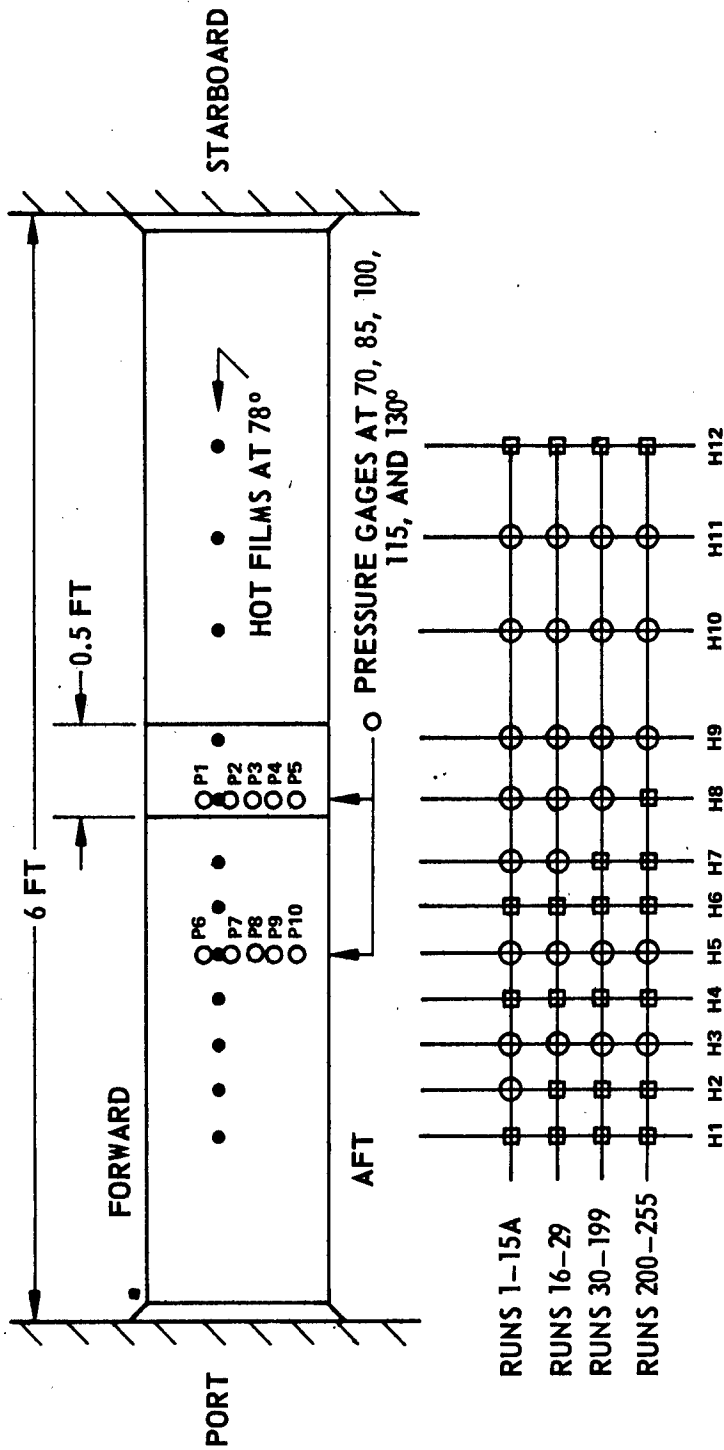 6 FT
0.5 FT
PORT
FORWARD
STARBOARD
P6
P7
P8
P9
P10
P1
P2
P3
P4
P5
HOT FILMS AT 78°
AFT
PRESSURE GAGES AT 70, 85, 100,
115, AND 130°
RUNS 1–15A
RUNS 16–29
RUNS 30–199
RUNS 200–255
H1 H2 H3 H4 H5 H6 H7 H8 H9 H10 H11 H12